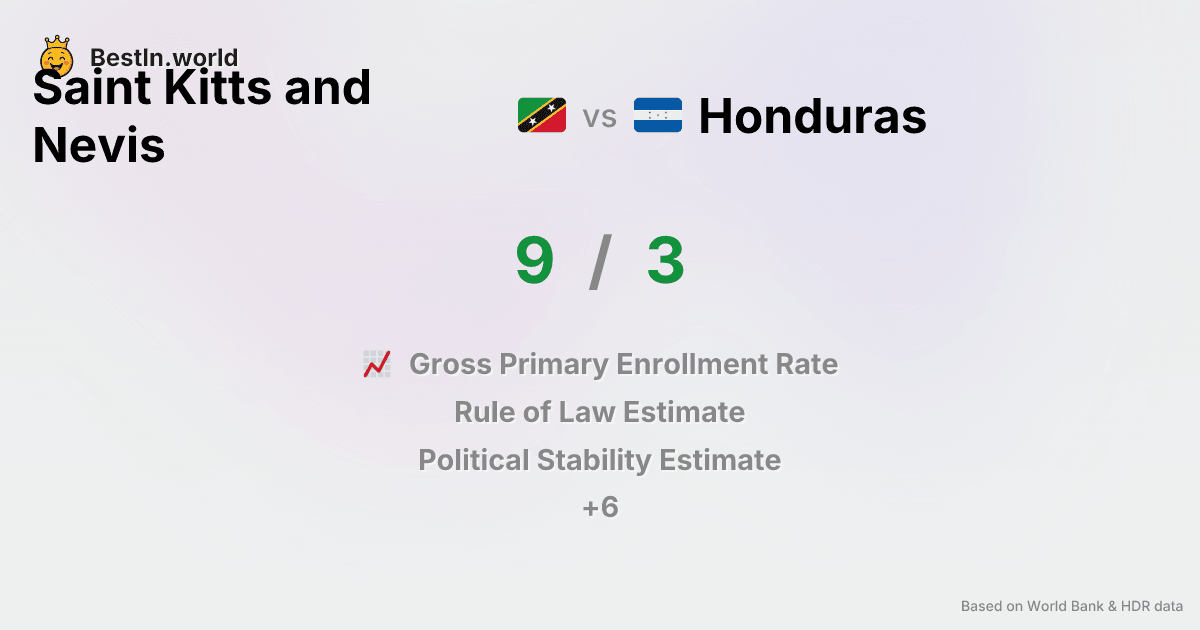 BestIn.world
Saint Kitts and
Nevis
vs
Honduras
9 / 3
Gross Primary Enrollment Rate
Rule of Law Estimate
Political Stability Estimate
+6
Based on World Bank & HDR data